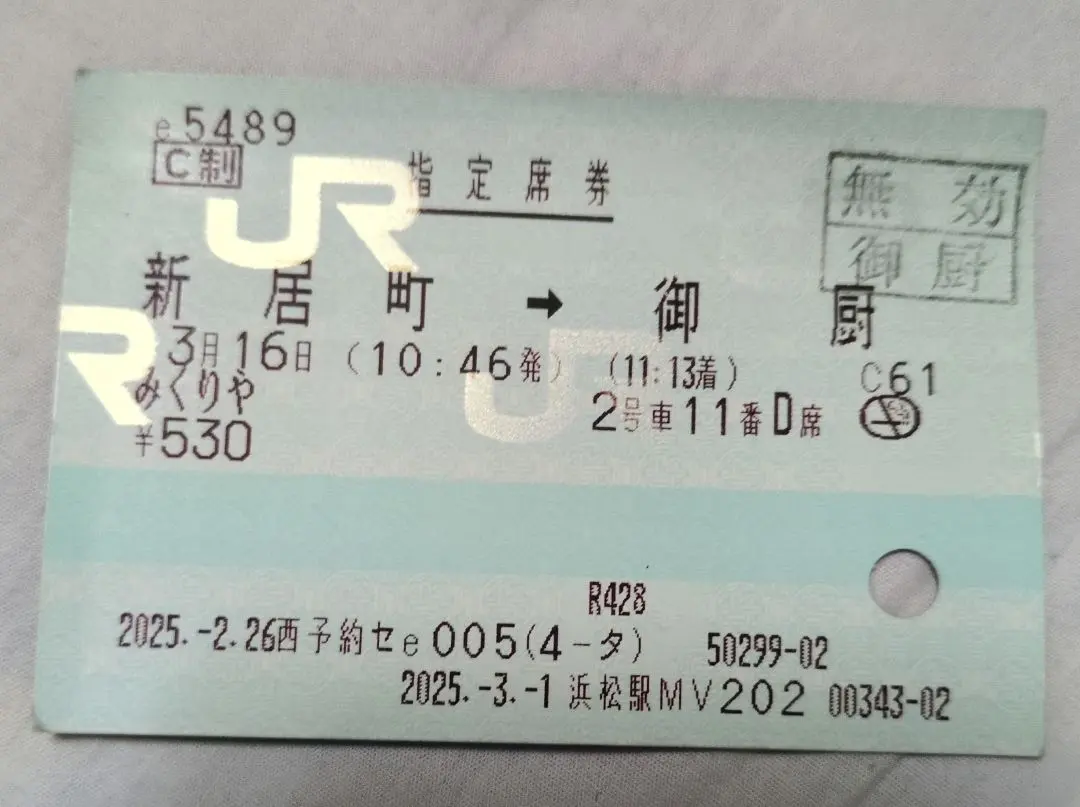 e5489
C制
指定席券
無効
御厨
新居町 → 御厨
3月16日 (10:46発) (11:13着) C61
みくりや
2号車11番D席
¥530
R428
2025.-2.26西予約セe005(4-タ) 50299-02
2025.-3.-1 浜松駅MV202 00343-02
JR
JR
R